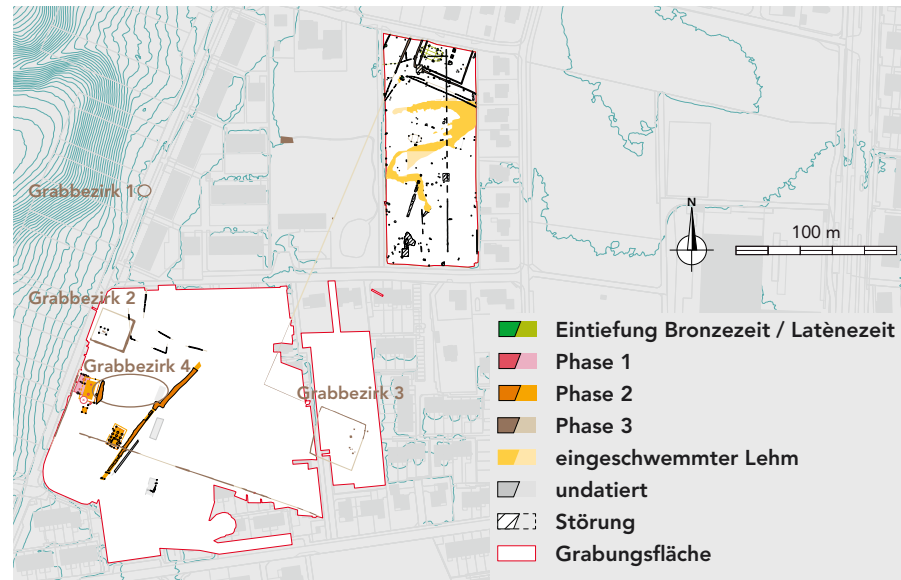 Grabbezirk 1
N
100 m
Grabbezirk 2
Grabbezirk 4
Grabbezirk 3
Eintiefung Bronzezeit / Latènezeit
Phase 1
Phase 2
Phase 3
eingeschwemmter Lehm
undatiert
Störung
Grabungsfläche